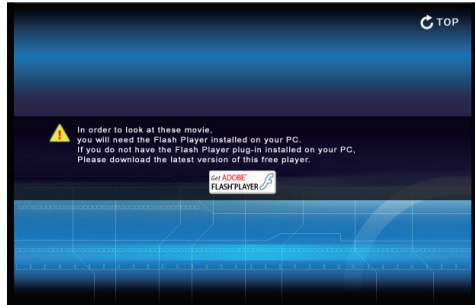 TOP
In order to look at these movie,
you will need the Flash Player installed on your PC.
If you do not have the Flash Player plug-in installed on your PC,
Please download the latest version of this free player.
Get ADOBE®
FLASH® PLAYER